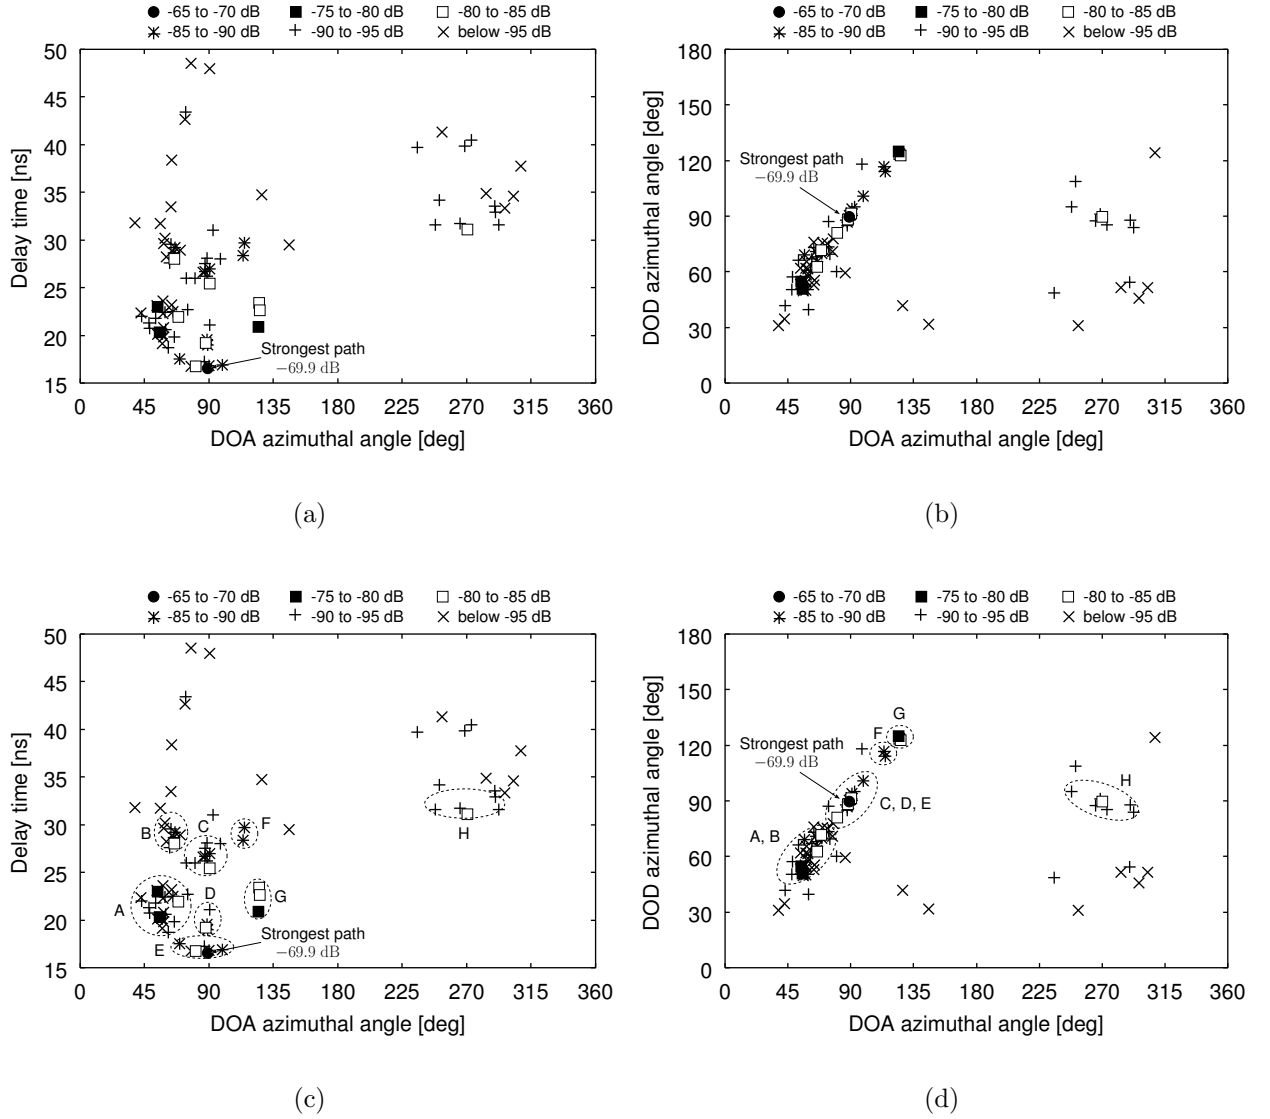 -65 to -70 dB -75 to -80 dB -80 to -85 dB
-85 to -90 dB -90 to -95 dB below -95 dB
50
45
40
35
30
25
20
15
Delay time [ns]
Strongest path
−69.9 dB
0 45 90 135 180 225 270 315 360
DOA azimuthal angle [deg]
(a)
-65 to -70 dB -75 to -80 dB -80 to -85 dB
-85 to -90 dB -90 to -95 dB below -95 dB
180
150
120
90
60
30
0
DOD azimuthal angle [deg]
Strongest path
−69.9 dB
0 45 90 135 180 225 270 315 360
DOA azimuthal angle [deg]
(b)
-65 to -70 dB -75 to -80 dB -80 to -85 dB
-85 to -90 dB -90 to -95 dB below -95 dB
50
45
40
35
30
25
20
15
Delay time [ns]
B C F H
A D G
E
Strongest path
−69.9 dB
0 45 90 135 180 225 270 315 360
DOA azimuthal angle [deg]
(c)
-65 to -70 dB -75 to -80 dB -80 to -85 dB
-85 to -90 dB -90 to -95 dB below -95 dB
180
150
120
90
60
30
0
DOD azimuthal angle [deg]
G
F
Strongest path
−69.9 dB
H
C, D, E
A, B
0 45 90 135 180 225 270 315 360
DOA azimuthal angle [deg]
(d)